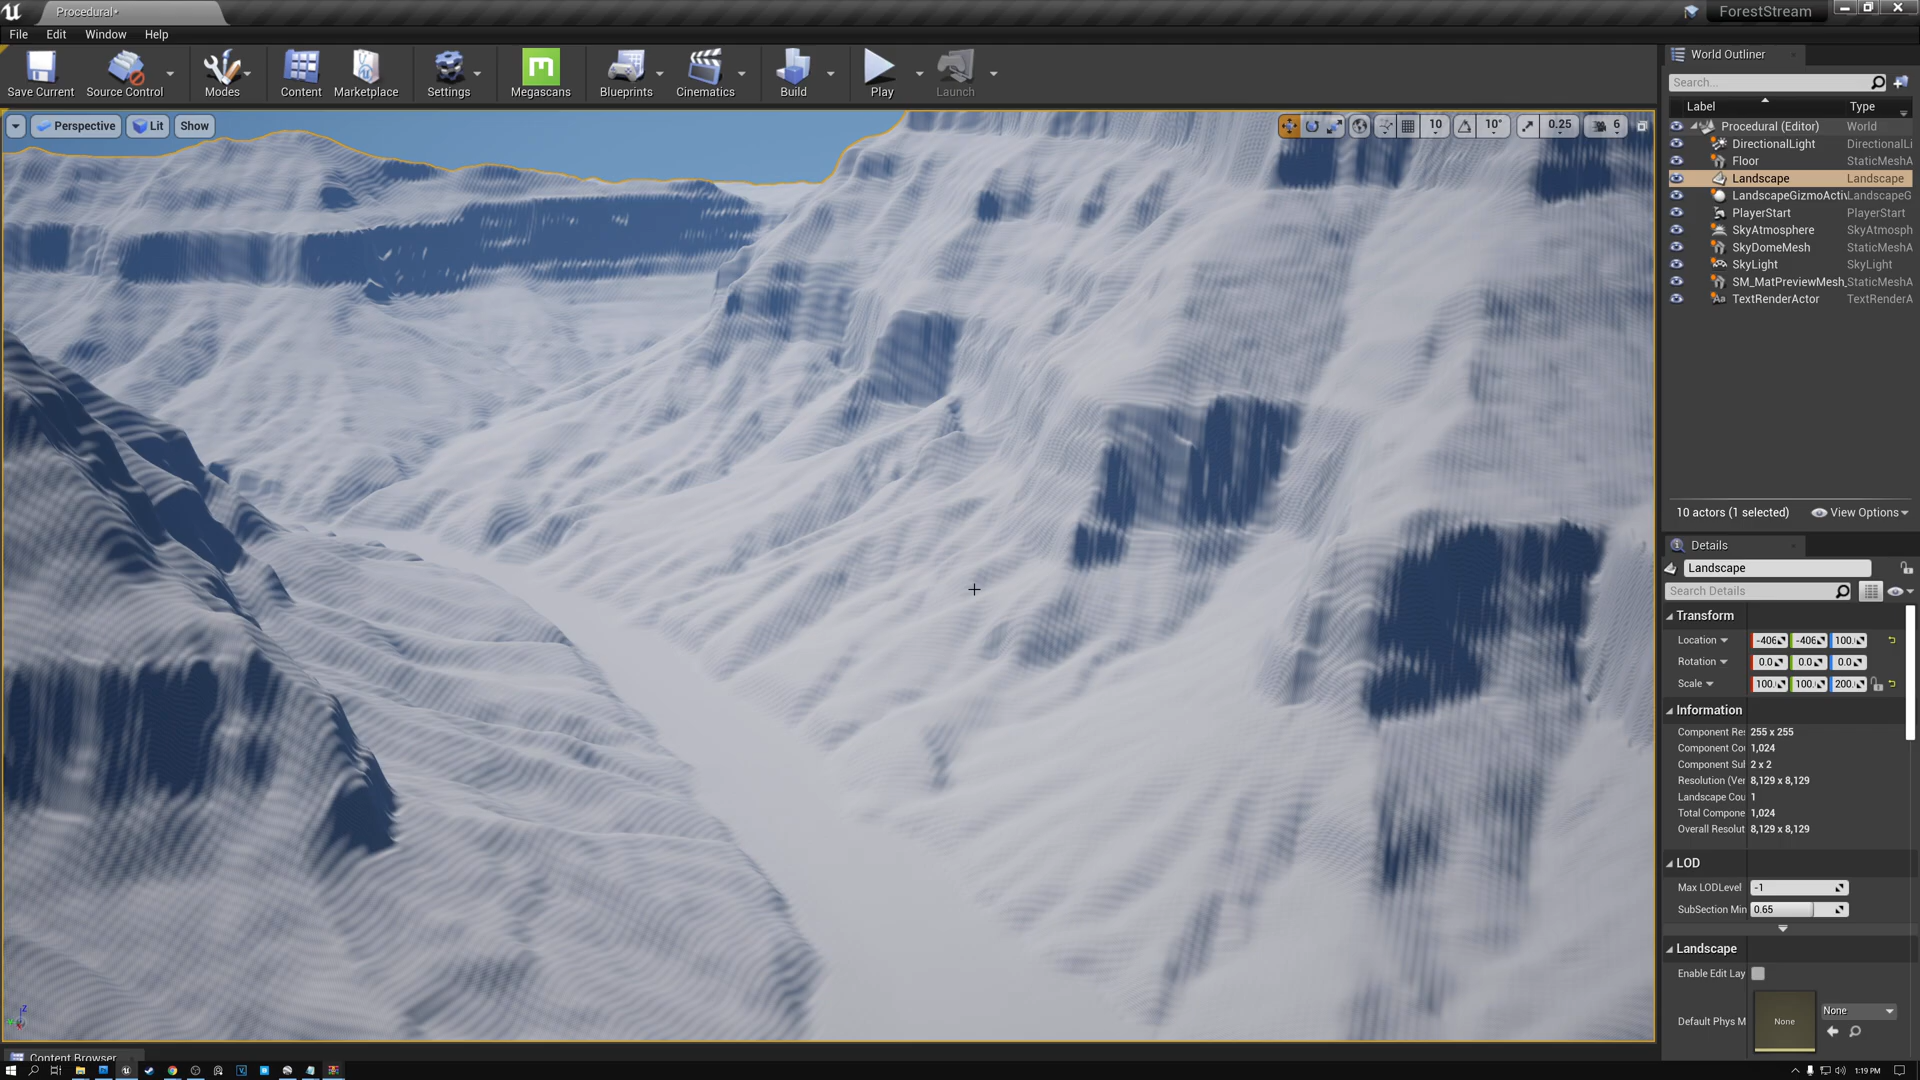 Procedural*
ForestStream
File Edit Window Help
Save Current
Source Control
Modes
Content
Marketplace
Settings
Megascans
Blueprints
Cinematics
Build
Play
Launch
Perspective
Lit
Show
10
10°
0.25
6
World Outliner
Search...
Label Type
Procedural (Editor) World
DirectionalLight DirectionalLi
Floor StaticMeshA
Landscape Landscape
LandscapeGizmoActiv LandscapeG
PlayerStart PlayerStart
SkyAtmosphere SkyAtmosph
SkyDomeMesh StaticMeshA
SkyLight SkyLight
SM_MatPreviewMesh_ StaticMeshA
TextRenderActor TextRenderA
10 actors (1 selected) View Options
Details
Landscape
Search Details
Transform
Location -406 -406 100.
Rotation 0.0 0.0 0.0
Scale 100. 100. 200.
Information
Component Res 255 x 255
Component Cou 1,024
Component Sub 2 x 2
Resolution (Ver 8,129 x 8,129
Landscape Cou 1
Total Compone 1,024
Overall Resolut 8,129 x 8,129
LOD
Max LODLevel -1
SubSection Min 0.65
Landscape
Enable Edit Lay
Default Phys M None None
Content Browser
1:19 PM